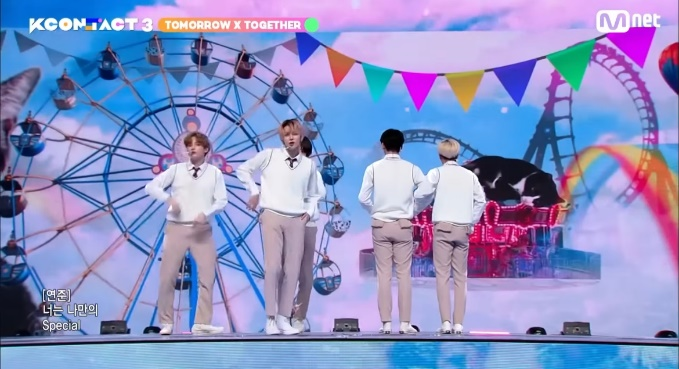 KCON:TACT 3
TOMORROW X TOGETHER
Mnet
[연준]
너는 나만의
Special